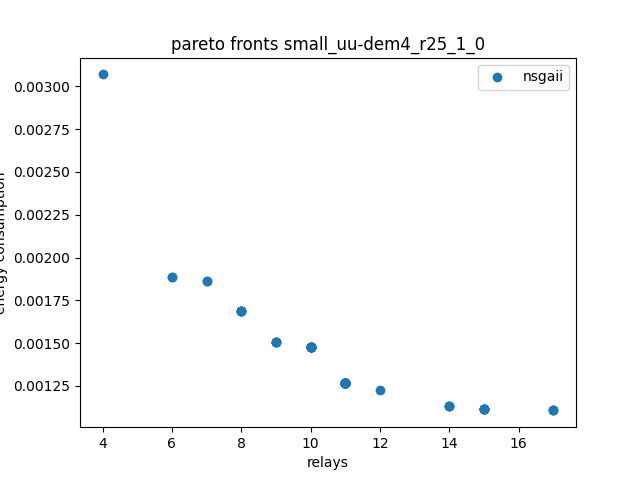 pareto fronts small_uu-dem4_r25_1_0
nsgaii
0.00300
0.00275
0.00250
0.00225
0.00200
0.00175
0.00150
0.00125
energy consumption
4 6 8 10 12 14 16
relays